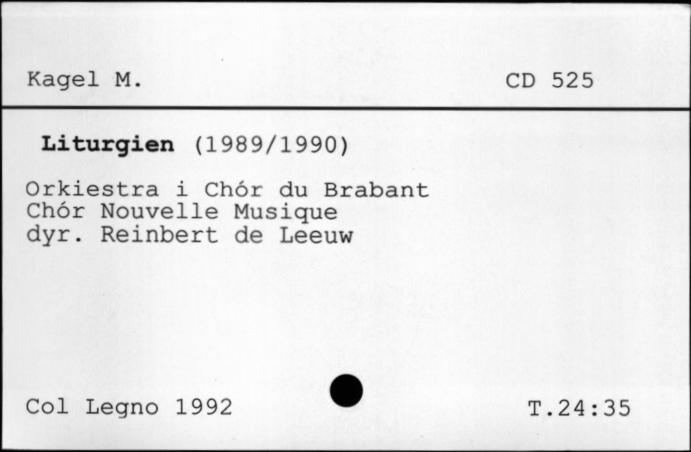 Kagel M. CD 525
Liturgien (1989/1990)
Orkiestra i Chór du Brabant
Chór Nouvelle Musique
dyr. Reinbert de Leeuw
Col Legno 1992 T.24:35